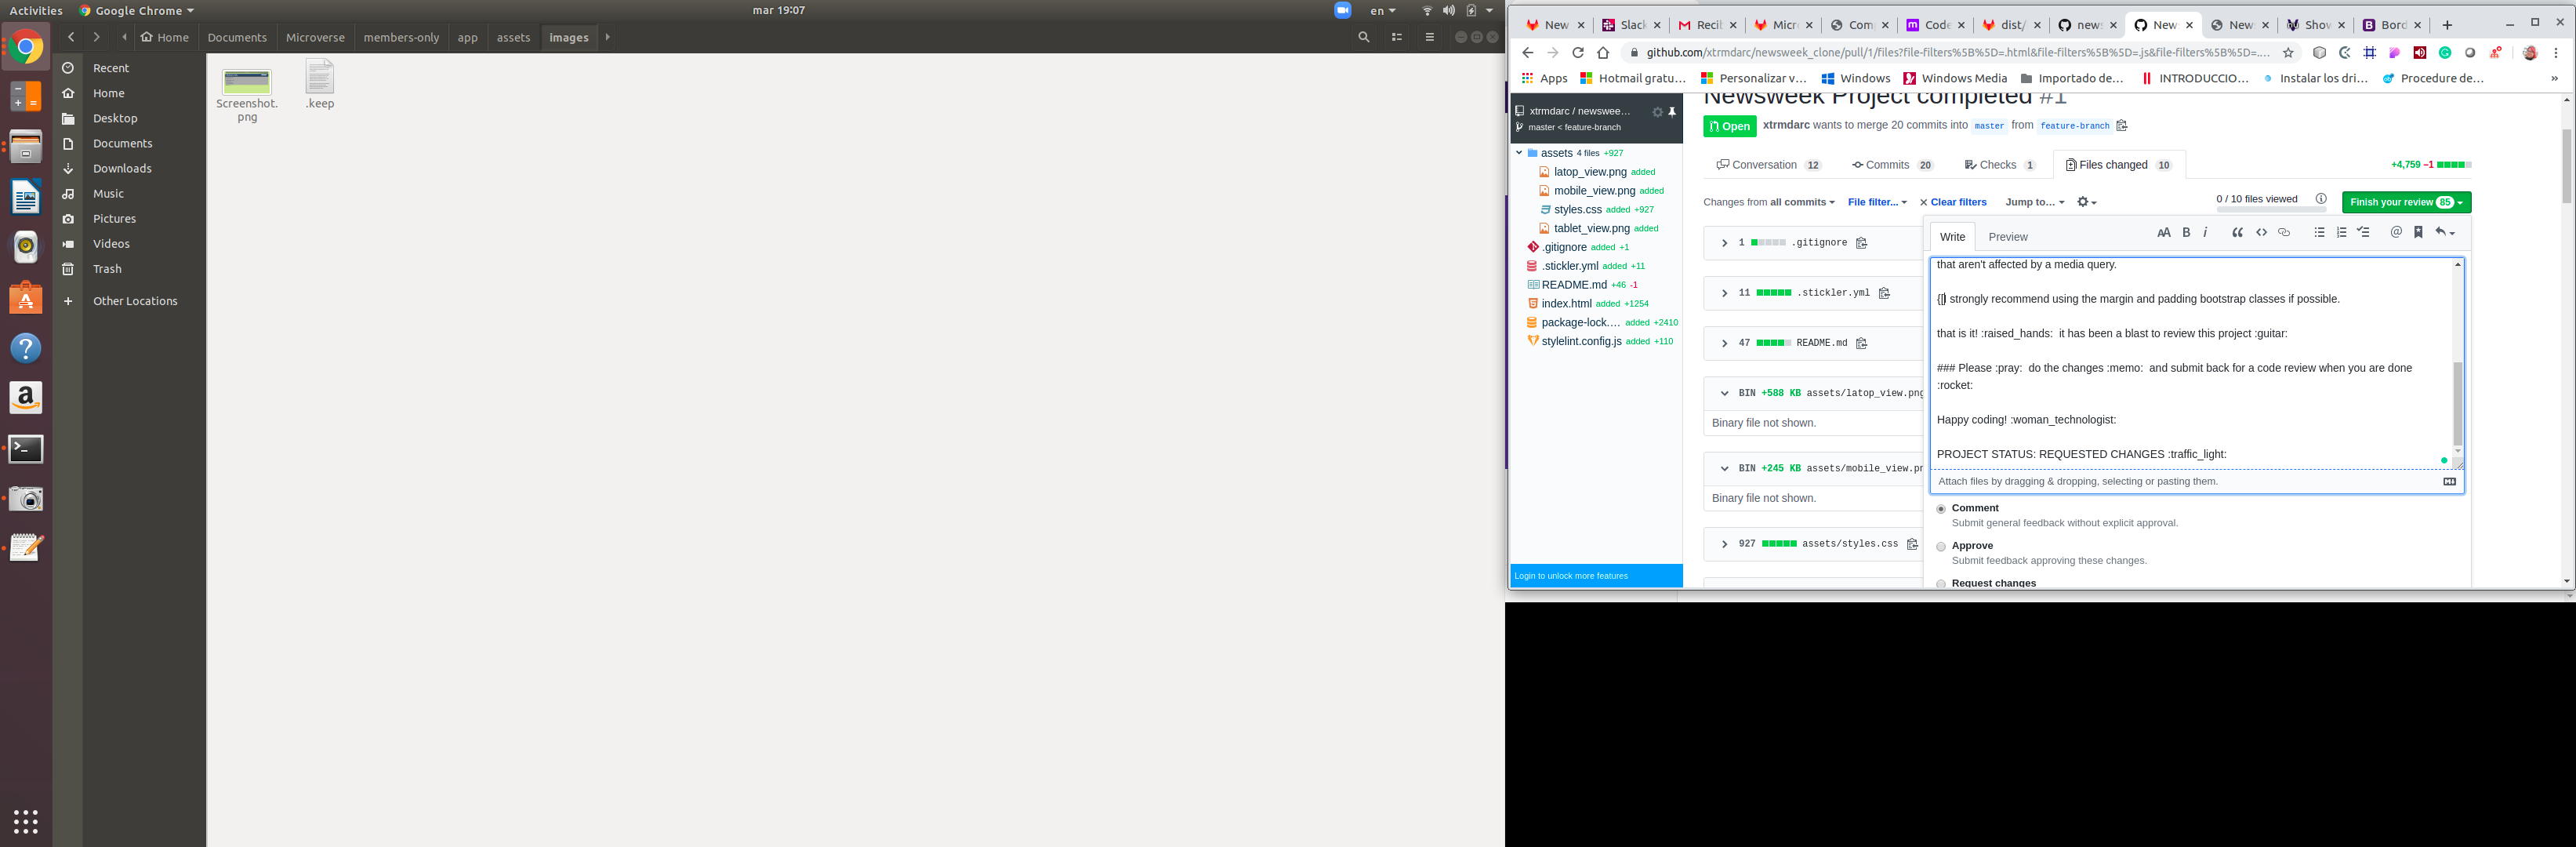 Activities
Google Chrome
mar 19:07
en
Home
Documents
Microverse
members-only
app
assets
images
Recent
Home
Desktop
Documents
Downloads
Music
Pictures
Videos
Trash
Other Locations
Screenshot.
png
.keep
New
Slack
Recil
Micr
Com
Code
dist/
news
New
New
Show
Bord
github.com/xtrmdarc/newsweek_clone/pull/1/files?file-filters%5B%5D=.html&file-filters%5B%5D=.js&file-filters%5B%5D=....
Apps
Hotmail gratu...
Personalizar v...
Windows
Windows Media
Importado de...
INTRODUCCIO...
Instalar los dri...
Procedure de...
»
xtrmdarc / newswee...
master < feature-branch
assets 4 files +927
latop_view.png added
mobile_view.png added
styles.css added +927
tablet_view.png added
.gitignore added +1
.stickler.yml added +11
README.md +46 -1
index.html added +1254
package-lock.... added +2410
stylelint.config.js added +110
Login to unlock more features
Newsweek Project completed #1
Open
xtrmdarc wants to merge 20 commits into master from feature-branch
Conversation 12
Commits 20
Checks 1
Files changed 10
+4,759 −1
Changes from all commits
File filter...
Clear filters
Jump to...
0 / 10 files viewed
Finish your review 85
1 .gitignore
11 .stickler.yml
47 README.md
BIN +588 KB assets/latop_view.png
Binary file not shown.
BIN +245 KB assets/mobile_view.pn
Binary file not shown.
927 assets/styles.css
Write
Preview
that aren't affected by a media query.
strongly recommend using the margin and padding bootstrap classes if possible.
that is it! :raised_hands: it has been a blast to review this project :guitar:
### Please :pray: do the changes :memo: and submit back for a code review when you are done
:rocket:
Happy coding! :woman_technologist:
PROJECT STATUS: REQUESTED CHANGES :traffic_light:
Attach files by dragging & dropping, selecting or pasting them.
Comment
Submit general feedback without explicit approval.
Approve
Submit feedback approving these changes.
Request changes